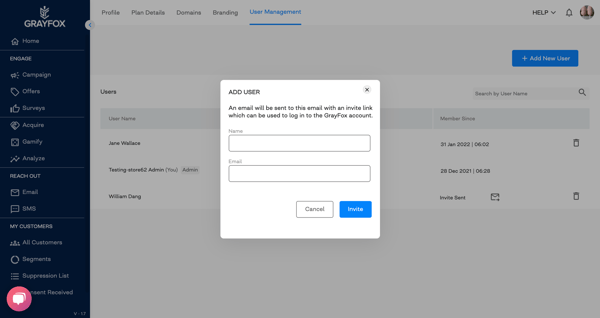 GRAYFOX
Profile
Plan Details
Domains
Branding
User Management
HELP
Home
ENGAGE
Campaign
Offers
Surveys
Acquire
Gamify
Analyze
REACH OUT
Email
SMS
MY CUSTOMERS
All Customers
Segments
Suppression List
onsent Received
V : 17
+ Add New User
Users
Search by User Name
User Name
Member Since
Jane Wallace
31 Jan 2022 | 06:02
Testing-store62 Admin (You) Admin
28 Dec 2021 | 06:28
William Dang
Invite Sent
ADD USER
An email will be sent to this email with an invite link
which can be used to log in to the GrayFox account.
Name
Email
Cancel
Invite